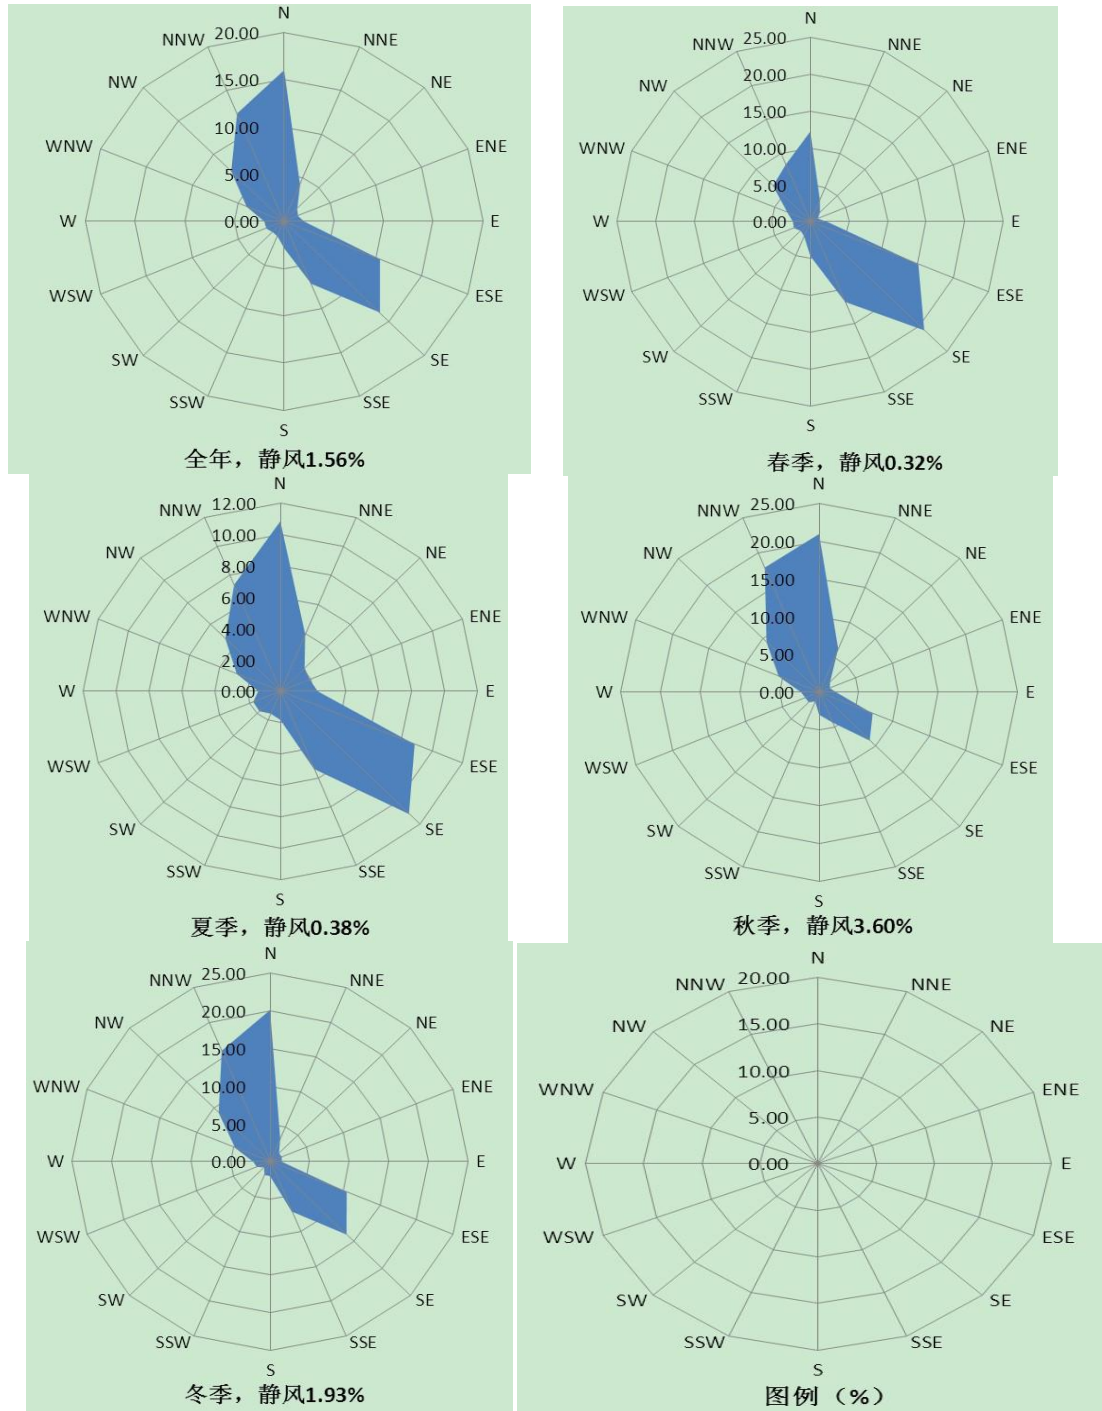 N
20.00
NNW
NNE
15.00
NW
NE
10.00
WNW
ENE
5.00
W
0.00
E
WSW
ESE
SW
SE
SSW
SSE
S
全年，静风1.56%
N
25.00
NNW
NNE
20.00
NW
NE
15.00
WNW
10.00
ENE
5.00
W
0.00
E
WSW
ESE
SW
SE
SSW
SSE
S
春季，静风0.32%
N
12.00
NNW
NNE
10.00
NW
NE
8.00
6.00
WNW
ENE
4.00
2.00
W
0.00
E
WSW
ESE
SW
SE
SSW
SSE
S
夏季，静风0.38%
N
25.00
NNW
NNE
20.00
NW
NE
15.00
WNW
10.00
ENE
5.00
W
0.00
E
WSW
ESE
SW
SE
SSW
SSE
S
秋季，静风3.60%
N
25.00
NNW
NNE
20.00
NW
NE
15.00
WNW
10.00
ENE
5.00
W
0.00
E
WSW
ESE
SW
SE
SSW
SSE
S
冬季，静风1.93%
N
20.00
NNW
NNE
15.00
NW
NE
10.00
WNW
ENE
5.00
W
0.00
E
WSW
ESE
SW
SE
SSW
SSE
S
图例（%）